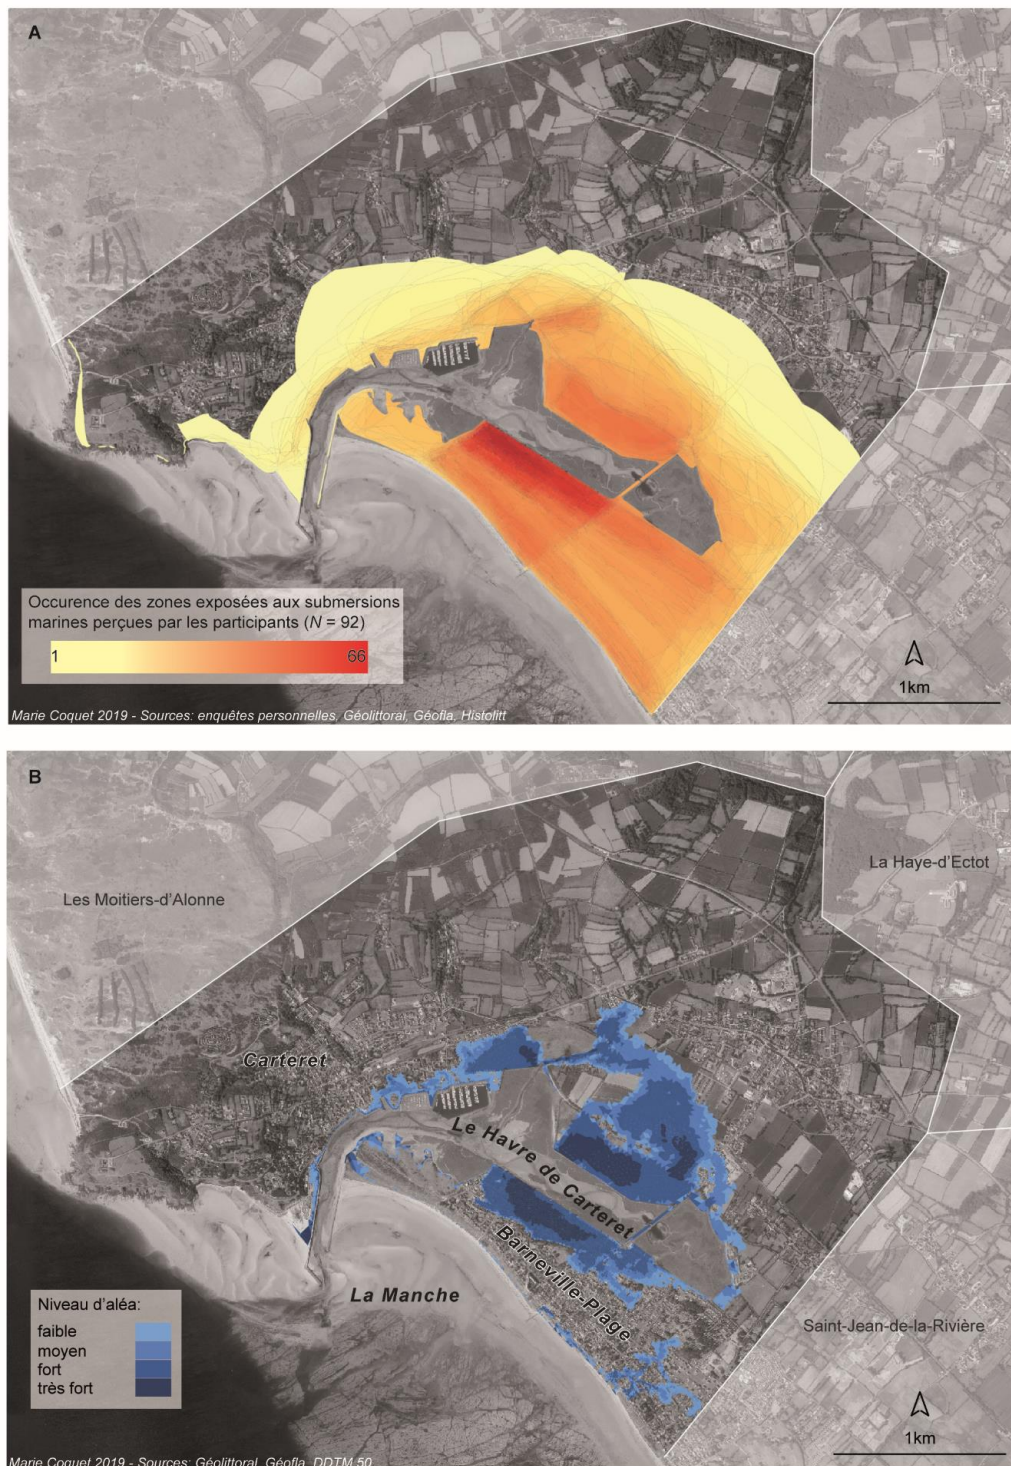 A
Occurence des zones exposées aux submersions
marines perçues par les participants (N = 92)
1
66
1km
Marie Coquet 2019 - Sources: enquêtes personnelles, Géolittoral, Géofla, Histolitt
B
La Haye-d'Ectot
Les Moitiers-d'Alonne
Carteret
Le Havre de Carteret
Barneville-Plage
La Manche
Niveau d'aléa:
faible
moyen
fort
très fort
Saint-Jean-de-la-Rivière
1km
Marie Coquet 2019 - Sources: Géolittoral, Géofla, DDTM 50